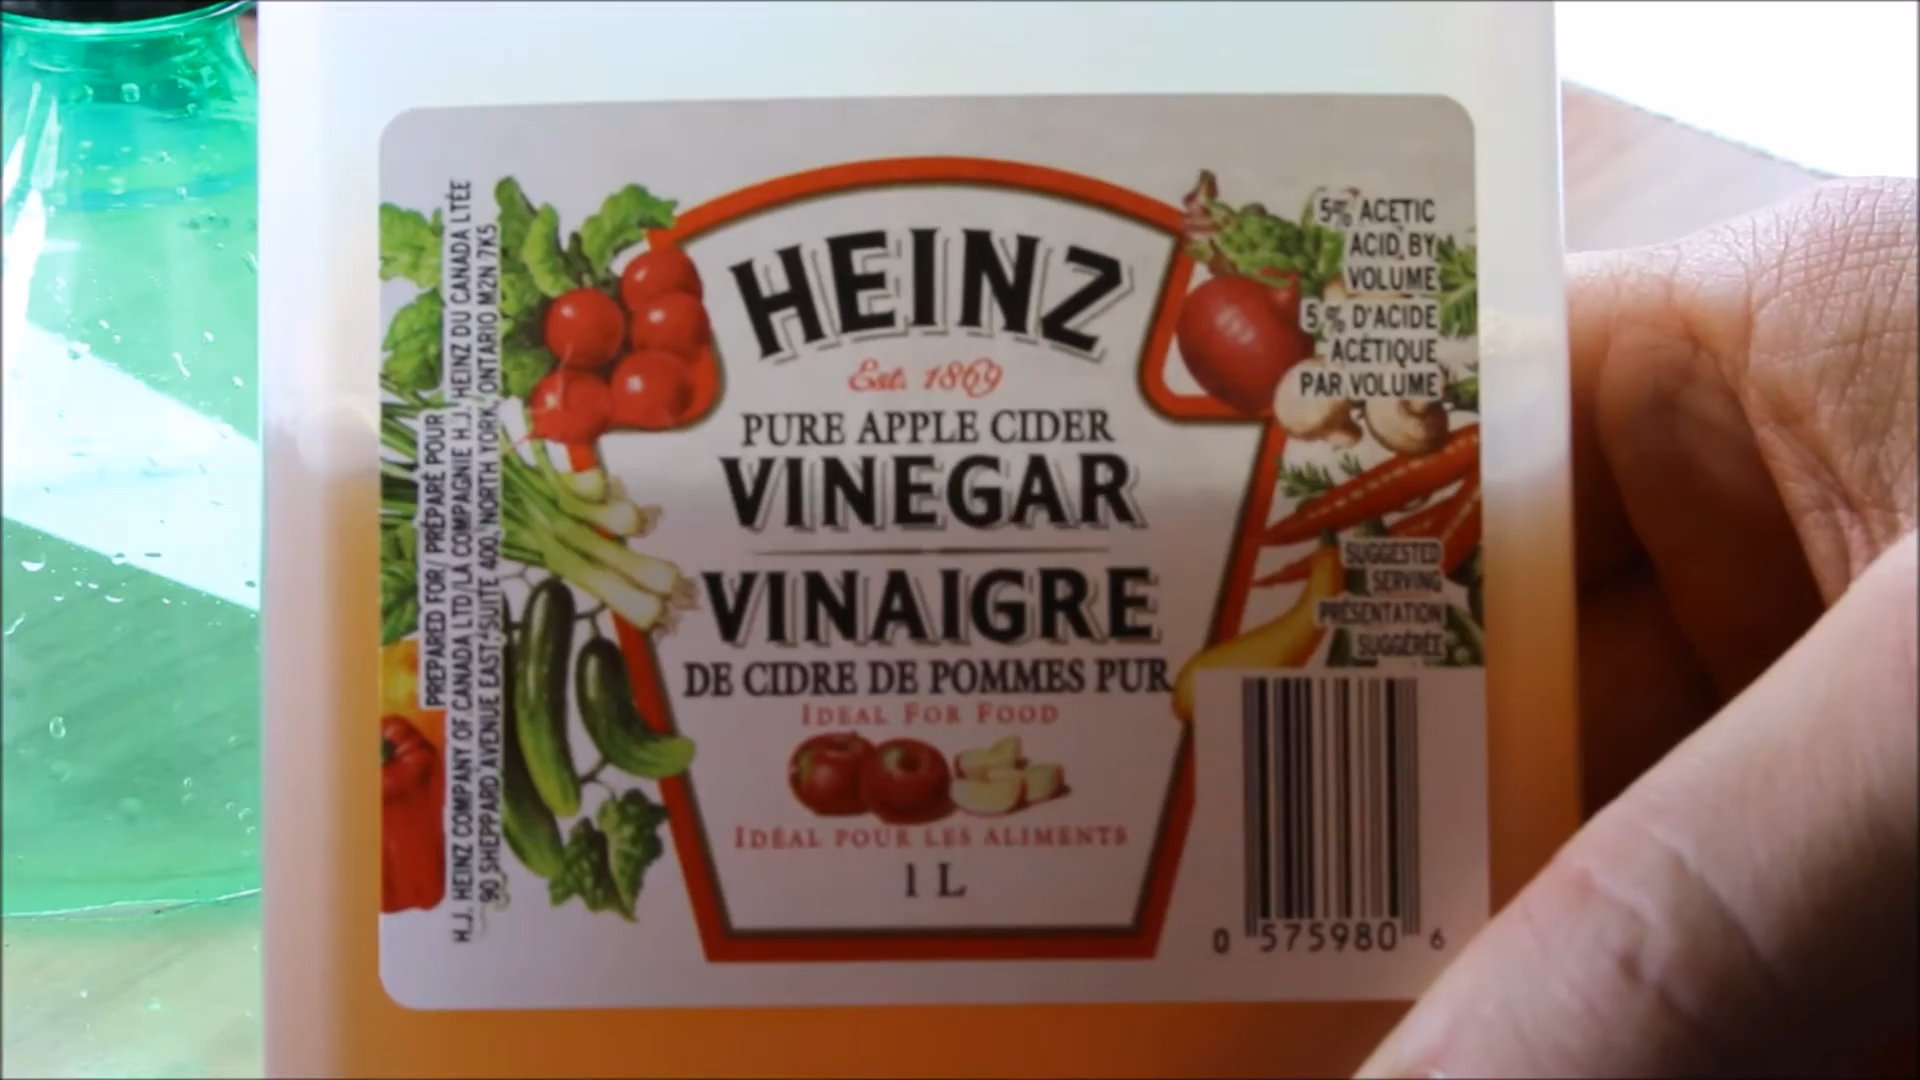 PREPARED FOR/ PRÉPARÉ POUR
H.J. HEINZ COMPANY OF CANADA LTD/LA COMPAGNIE H.J. HEINZ DU CANADA LTÉE
90 SHEPPARD AVENUE EAST, SUITE 400, NORTH YORK, ONTARIO M2N 7K5
HEINZ
Est. 1869
PURE APPLE CIDER
VINEGAR
VINAIGRE
DE CIDRE DE POMMES PUR
IDEAL FOR FOOD
IDÉAL POUR LES ALIMENTS
1 L
5% ACETIC
ACID, BY
VOLUME
5 % D'ACIDE
ACÉTIQUE
PAR VOLUME
SUGGESTED
SERVING
PRÉSENTATION
SUGGÉRÉE
0 575980 6